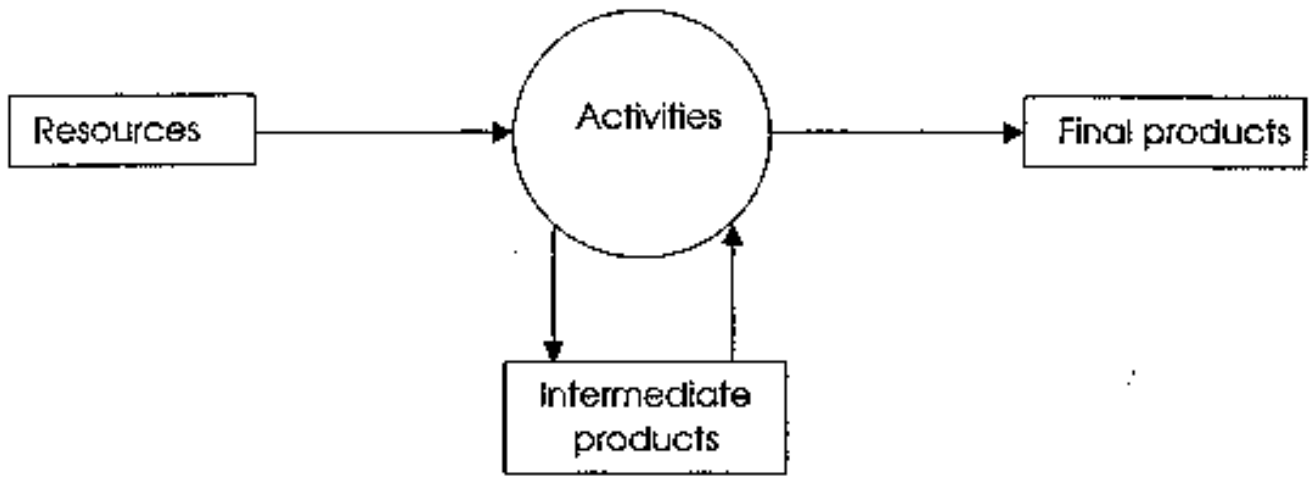 Resources
Activities
Final products
Intermediate
products